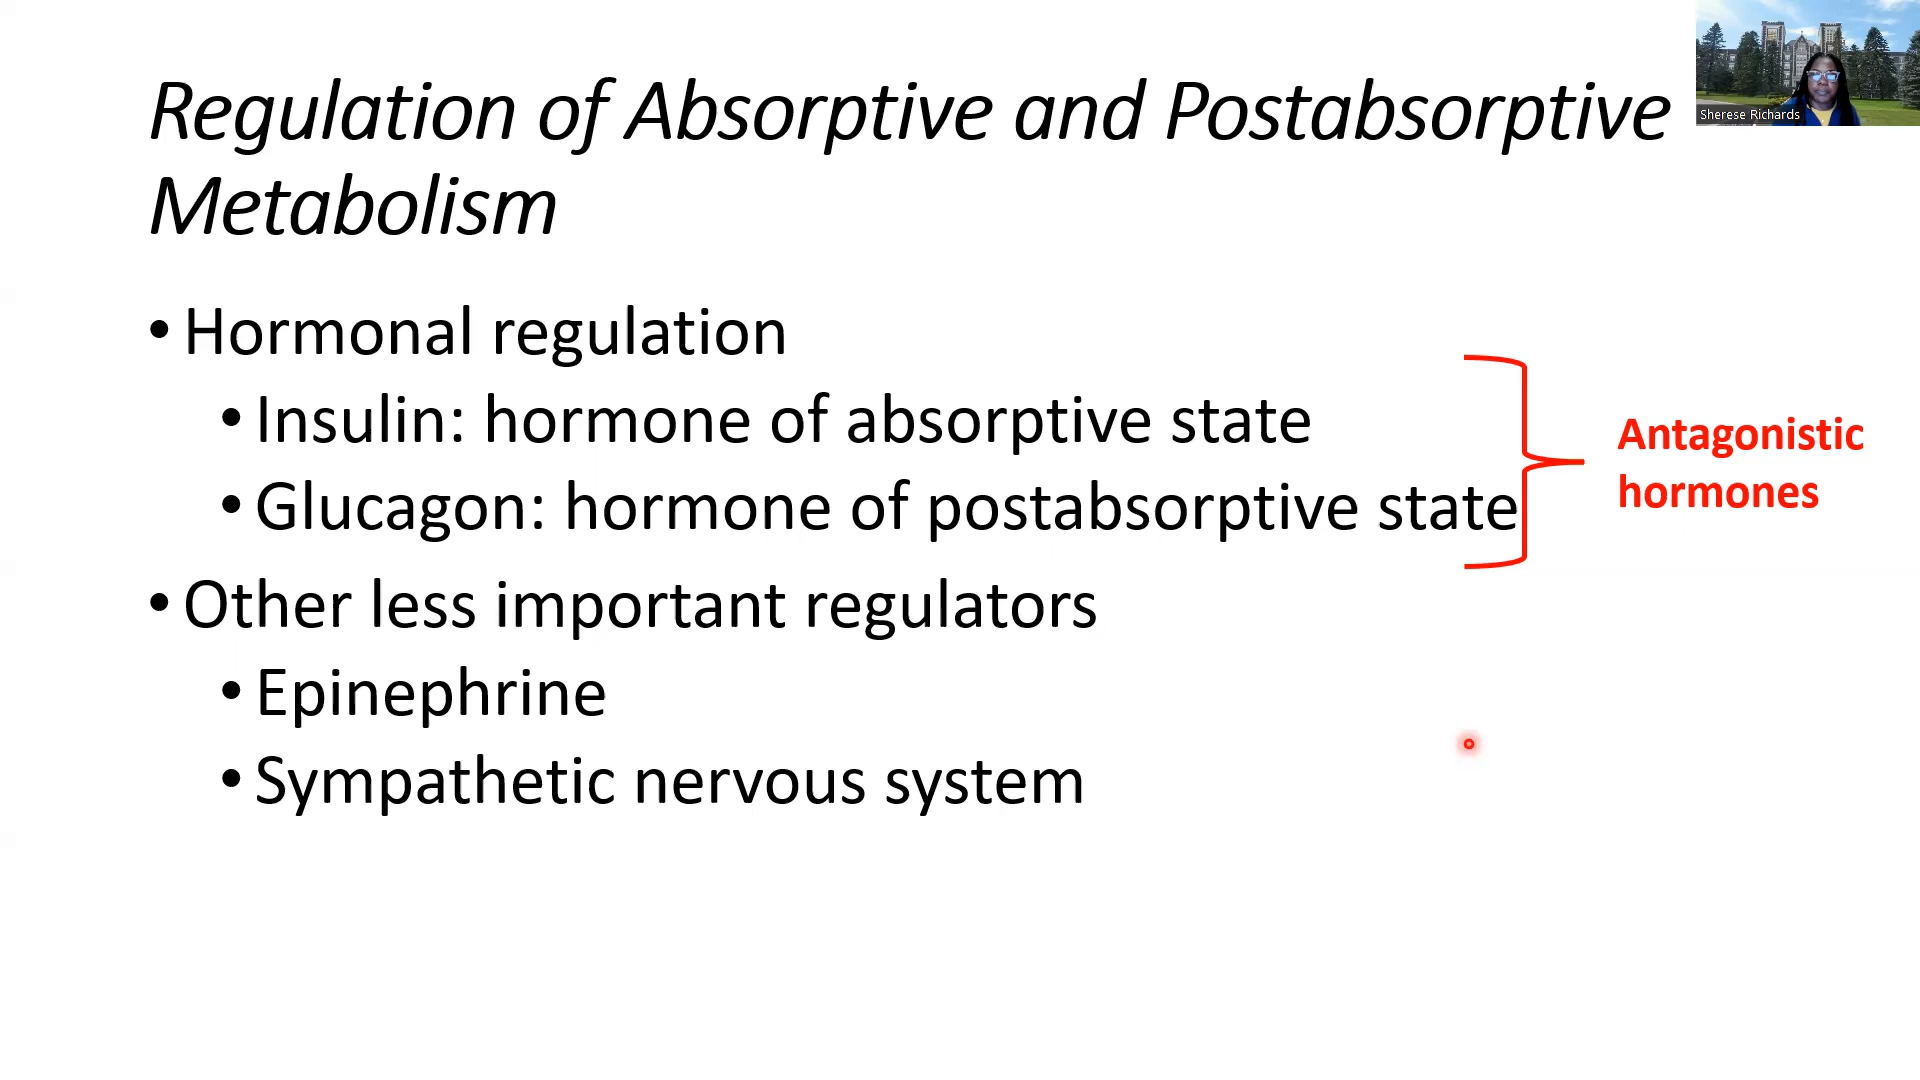 Regulation of Absorptive and Postabsorptive
Metabolism
Sherese Richards
• Hormonal regulation
• Insulin: hormone of absorptive state
• Glucagon: hormone of postabsorptive state
Antagonistic
hormones
• Other less important regulators
• Epinephrine
• Sympathetic nervous system